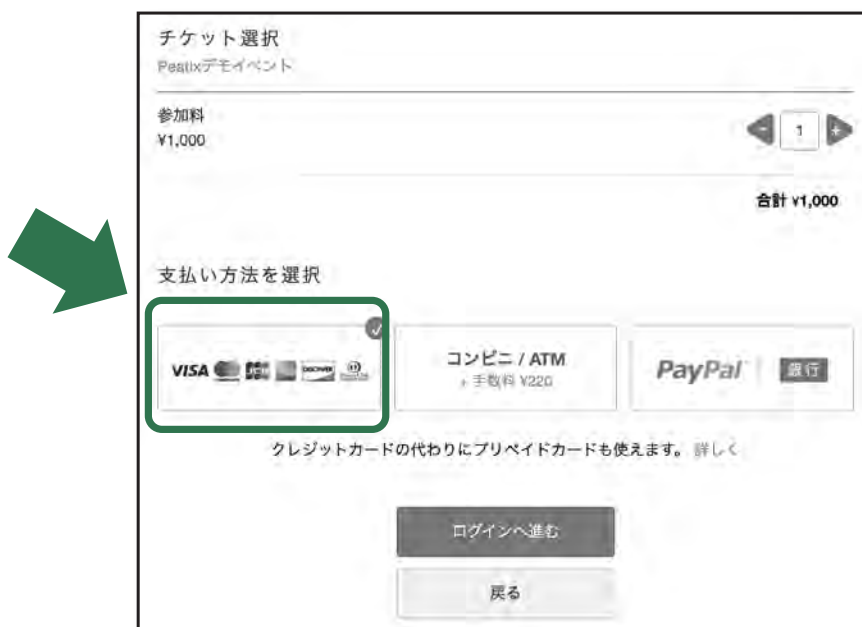 チケット選択
Peatixデモイベント
参加料
¥1,000
- 1 +
合計 ¥1,000
支払い方法を選択
VISA JCB DISCOVER
コンビニ / ATM
+ 手数料 ¥220
PayPal 銀行
クレジットカードの代わりにプリペイドカードも使えます。 詳しく
ログインへ進む
戻る